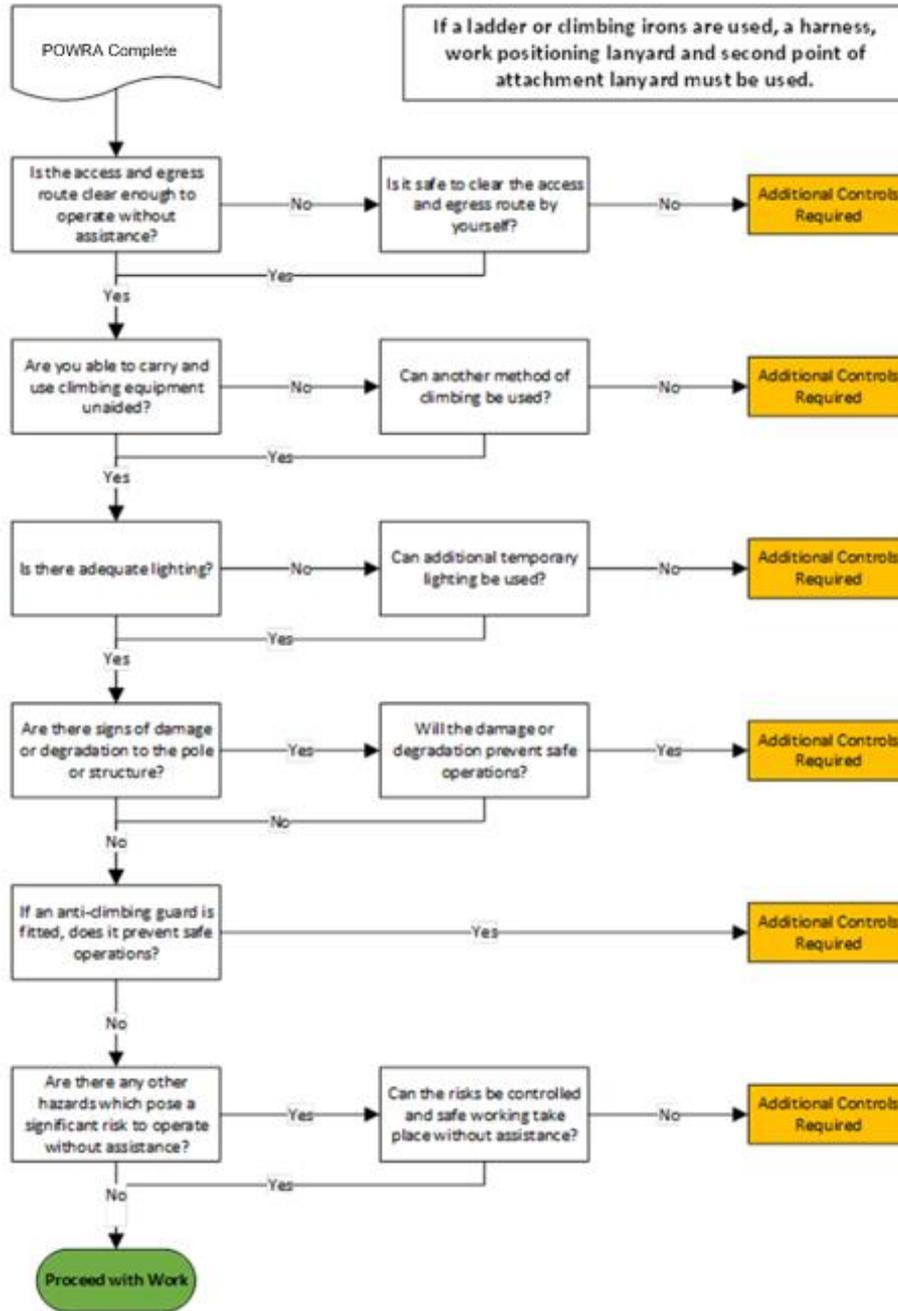 POWRA Complete
If a ladder or climbing irons are used, a harness,
work positioning lanyard and second point of
attachment lanyard must be used.
Is the access and egress
route clear enough to
operate without
assistance?
No
Is it safe to clear the access
and egress route by
yourself?
No
Additional Controls
Required
Yes
Yes
Are you able to carry and
use climbing equipment
unaided?
No
Can another method of
climbing be used?
No
Additional Controls
Required
Yes
Yes
Is there adequate lighting?
No
Can additional temporary
lighting be used?
No
Additional Controls
Required
Yes
Yes
Are there signs of damage
or degradation to the pole
or structure?
Yes
Will the damage or
degradation prevent safe
operations?
Yes
Additional Controls
Required
No
No
If an anti-climbing guard is
fitted, does it prevent safe
operations?
Yes
Additional Controls
Required
No
Are there any other
hazards which pose a
significant risk to operate
without assistance?
Yes
Can the risks be controlled
and safe working take
place without assistance?
No
Additional Controls
Required
Yes
No
Proceed with Work